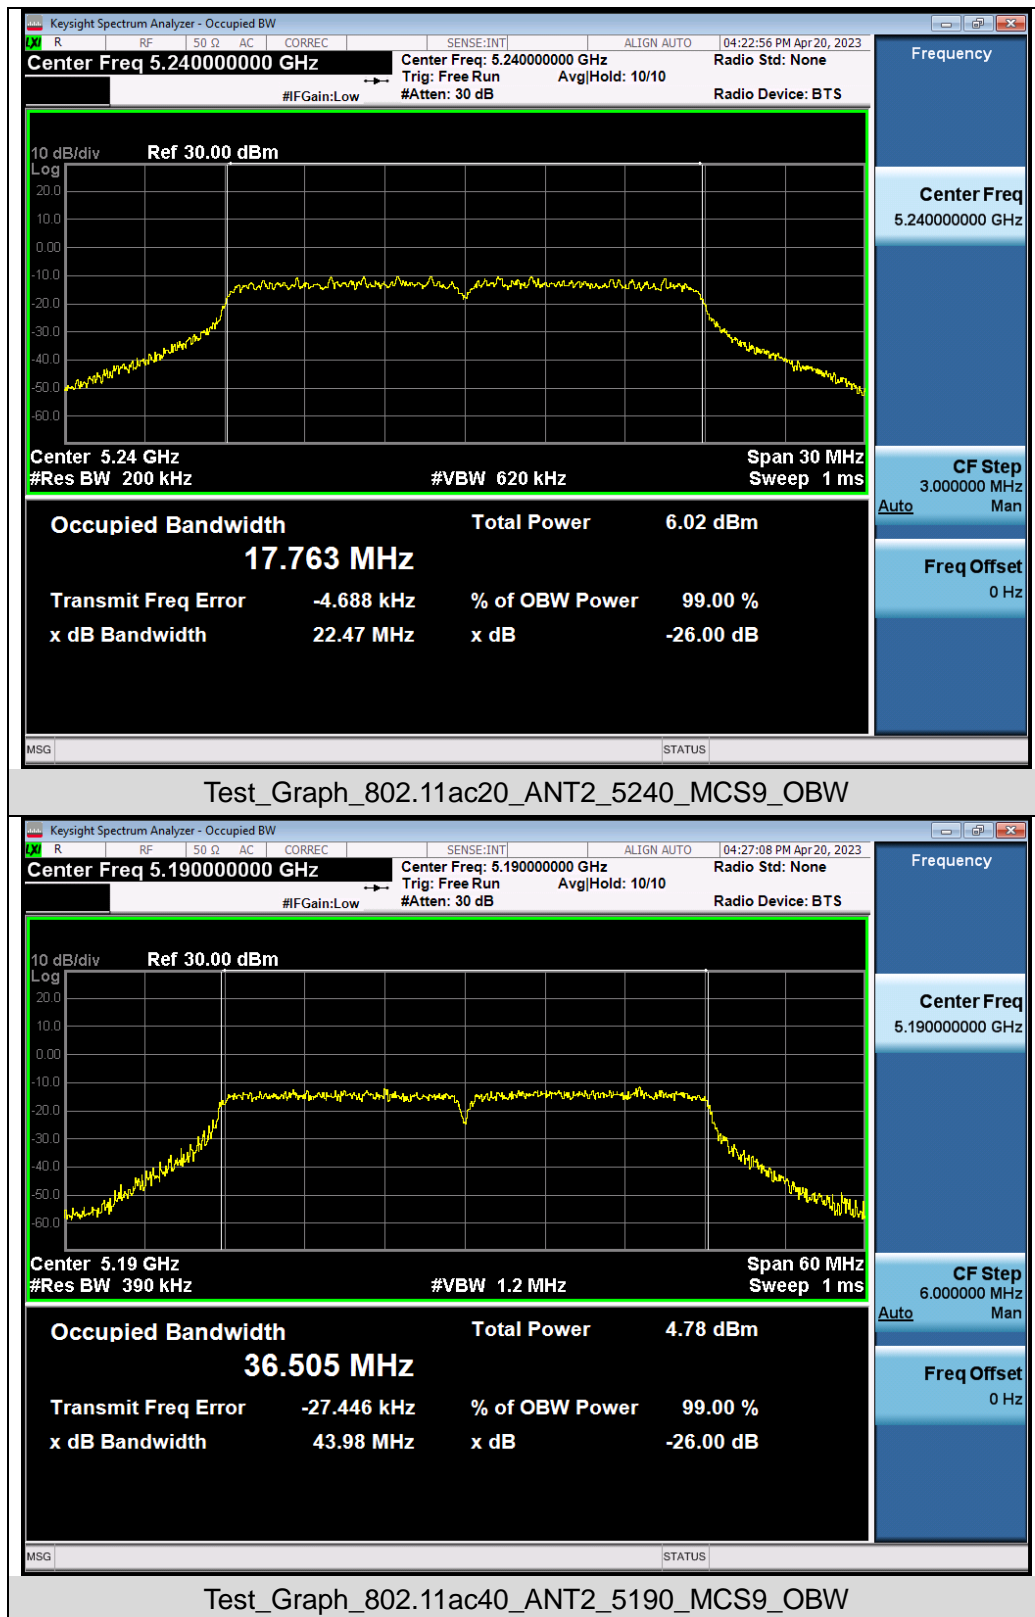 Keysight Spectrum Analyzer - Occupied BW
LXI R RF 50 Ω AC CORREC SENSE:INT ALIGN AUTO 04:22:56 PM Apr 20, 2023
Center Freq 5.240000000 GHz Center Freq: 5.240000000 GHz Radio Std: None Frequency
Trig: Free Run Avg|Hold: 10/10
#IFGain:Low #Atten: 30 dB Radio Device: BTS
10 dB/div Ref 30.00 dBm
Log
20.0
10.0
0.00
-10.0
-20.0
-30.0
-40.0
-50.0
-60.0
Center Freq
5.240000000 GHz
Center 5.24 GHz Span 30 MHz
#Res BW 200 kHz #VBW 620 kHz Sweep 1 ms
CF Step
3.000000 MHz
Auto Man
Occupied Bandwidth Total Power 6.02 dBm
17.763 MHz
Freq Offset
0 Hz
Transmit Freq Error -4.688 kHz % of OBW Power 99.00 %
x dB Bandwidth 22.47 MHz x dB -26.00 dB
MSG STATUS
Test_Graph_802.11ac20_ANT2_5240_MCS9_OBW
Keysight Spectrum Analyzer - Occupied BW
LXI R RF 50 Ω AC CORREC SENSE:INT ALIGN AUTO 04:27:08 PM Apr 20, 2023
Center Freq 5.190000000 GHz Center Freq: 5.190000000 GHz Radio Std: None Frequency
Trig: Free Run Avg|Hold: 10/10
#IFGain:Low #Atten: 30 dB Radio Device: BTS
10 dB/div Ref 30.00 dBm
Log
20.0
10.0
0.00
-10.0
-20.0
-30.0
-40.0
-50.0
-60.0
Center Freq
5.190000000 GHz
Center 5.19 GHz Span 60 MHz
#Res BW 390 kHz #VBW 1.2 MHz Sweep 1 ms
CF Step
6.000000 MHz
Auto Man
Occupied Bandwidth Total Power 4.78 dBm
36.505 MHz
Freq Offset
0 Hz
Transmit Freq Error -27.446 kHz % of OBW Power 99.00 %
x dB Bandwidth 43.98 MHz x dB -26.00 dB
MSG STATUS
Test_Graph_802.11ac40_ANT2_5190_MCS9_OBW